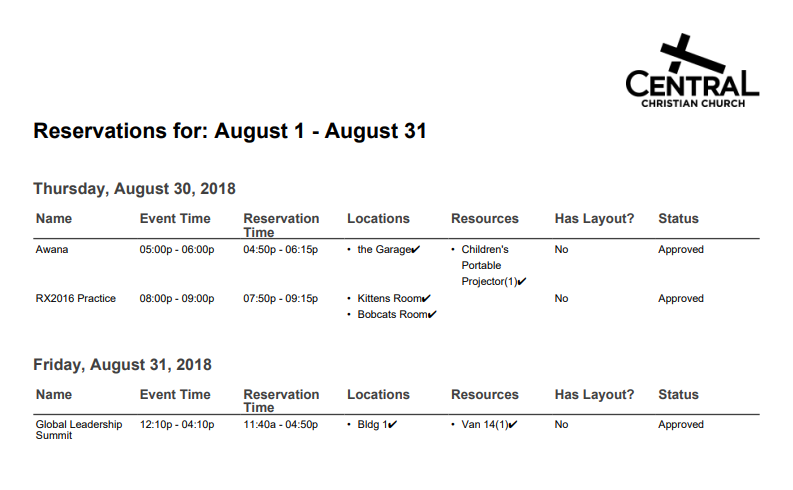 CENTRAL
CHRISTIAN CHURCH
Reservations for: August 1 - August 31
Thursday, August 30, 2018
Name Event Time Reservation Time Locations Resources Has Layout? Status
Awana 05:00p - 06:00p 04:50p - 06:15p • the Garage✔ • Children's No Approved
Portable
Projector(1)✔
RX2016 Practice 08:00p - 09:00p 07:50p - 09:15p • Kittens Room✔ No Approved
• Bobcats Room✔
Friday, August 31, 2018
Name Event Time Reservation Time Locations Resources Has Layout? Status
Global Leadership 12:10p - 04:10p 11:40a - 04:50p • Bldg 1✔ • Van 14(1)✔ No Approved
Summit